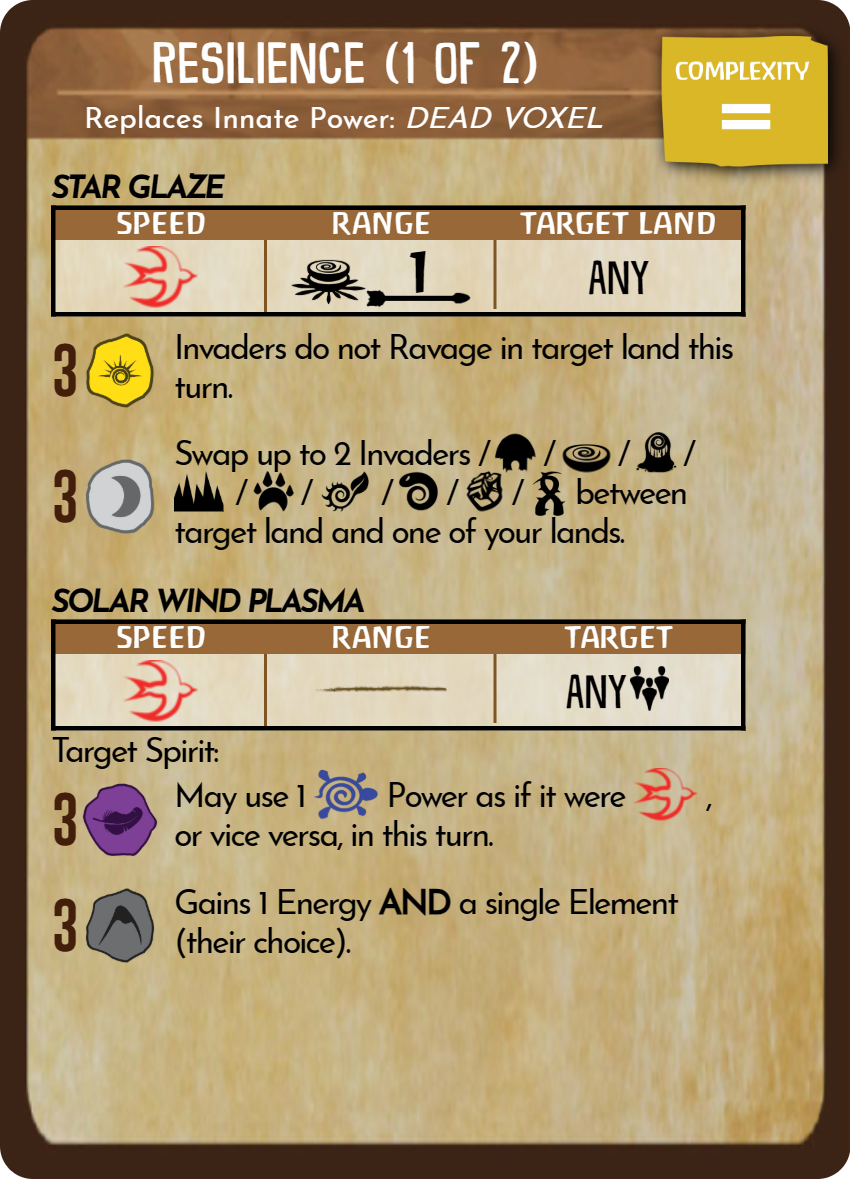 RESILIENCE (1 OF 2)
COMPLEXITY
Replaces Innate Power: DEAD VOXEL
STAR GLAZE
SPEED RANGE TARGET LAND
1 ANY
3 Invaders do not Ravage in target land this
turn.
Swap up to 2 Invaders / / / /
3 / / / / / between
target land and one of your lands.
SOLAR WIND PLASMA
SPEED RANGE TARGET
ANY
Target Spirit:
3 May use 1 Power as if it were ,
or vice versa, in this turn.
3 Gains 1 Energy AND a single Element
(their choice).